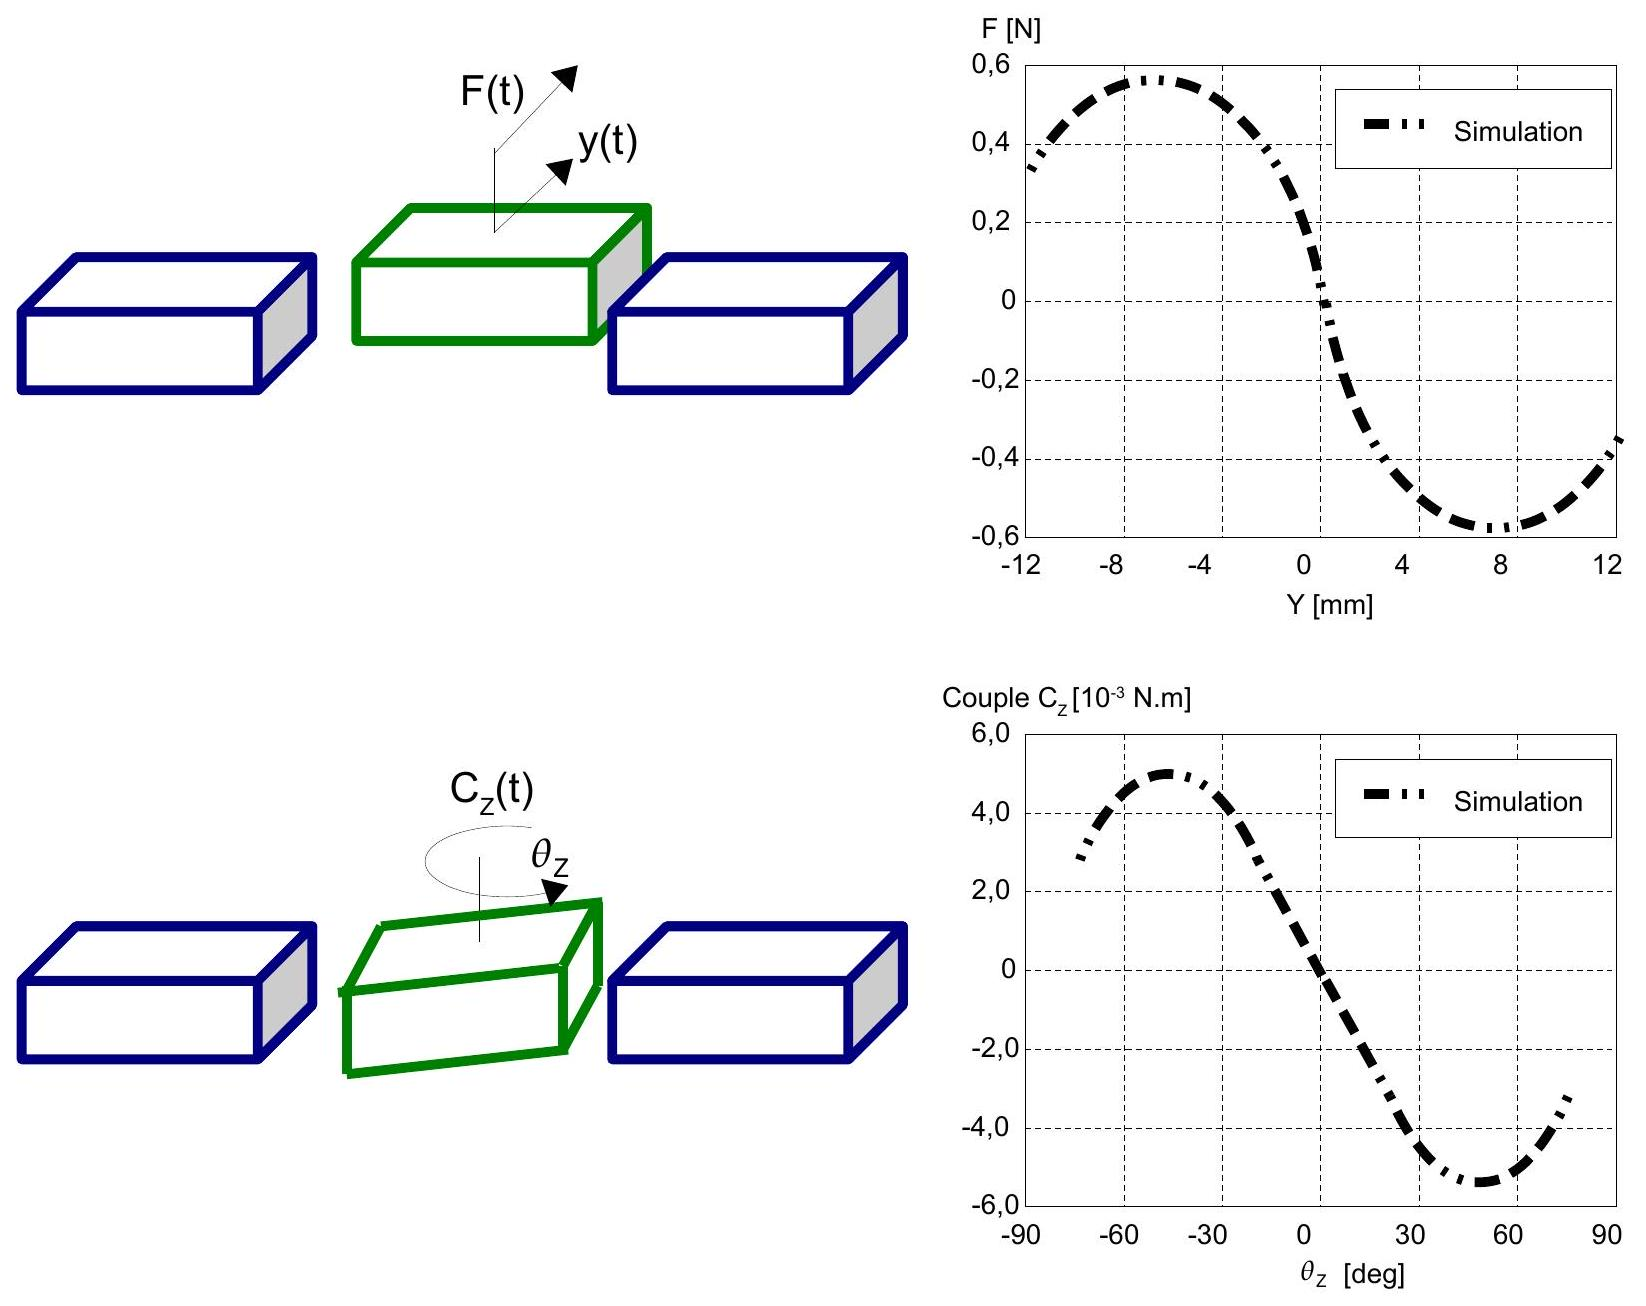 F [N]
0,6
0,4
0,2
0
-0,2
-0,4
-0,6
-12 -8 -4 0 4 8 12
Y [mm]
Simulation
F(t)
y(t)
Couple C_Z [10⁻³ N.m]
6,0
4,0
2,0
0
-2,0
-4,0
-6,0
-90 -60 -30 0 30 60 90
θ_Z [deg]
Simulation
C_Z(t)
θ_Z